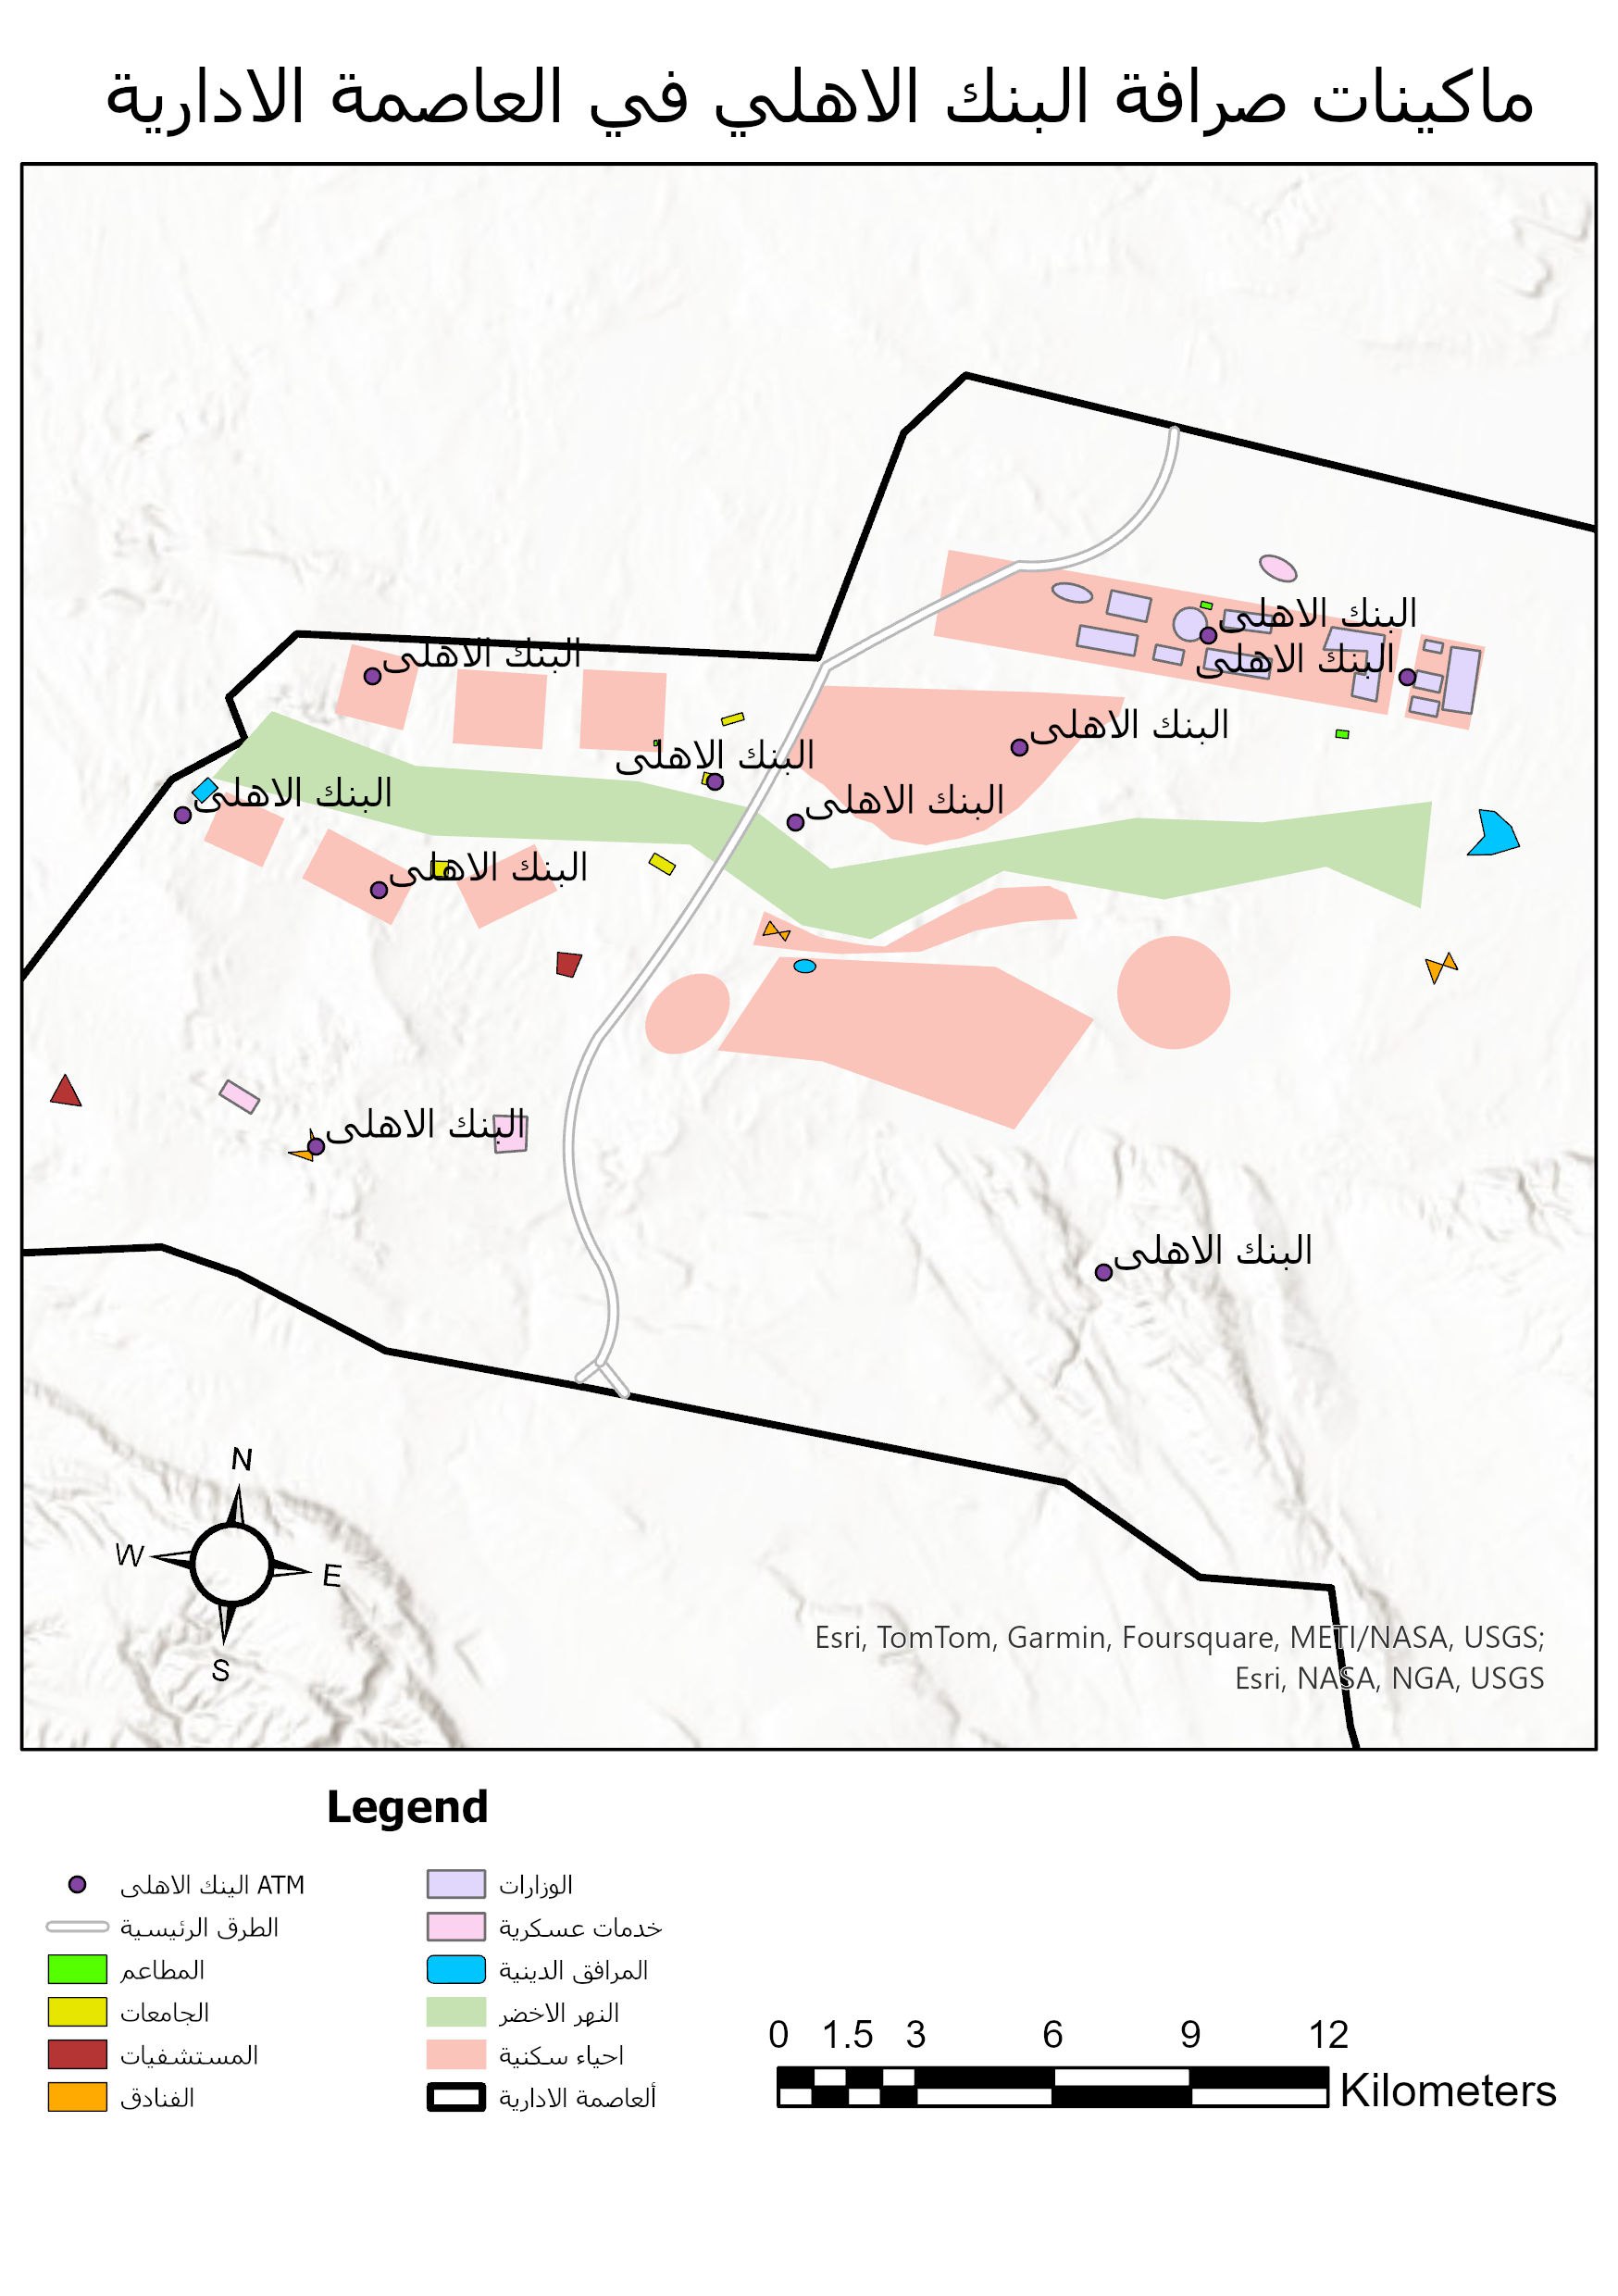 ماكينات صرافة البنك الاهلي في العاصمة الادارية
البنك الاهلى
البنك الاهلى
البنك الاهلى
البنك الاهلى
البنك الاهلى
البنك الاهلى
البنك الاهلى
البنك الاهلى
البنك الاهلى
البنك الاهلى
N
W
E
S
Esri, TomTom, Garmin, Foursquare, METI/NASA, USGS;
Esri, NASA, NGA, USGS
Legend
البنك الاهلى ATM
الطرق الرئيسية
المطاعم
الجامعات
المستشفيات
الفنادق
الوزارات
خدمات عسكرية
المرافق الدينية
النهر الاخضر
احياء سكنية
ألعاصمة الادارية
0 1.5 3 6 9 12
Kilometers